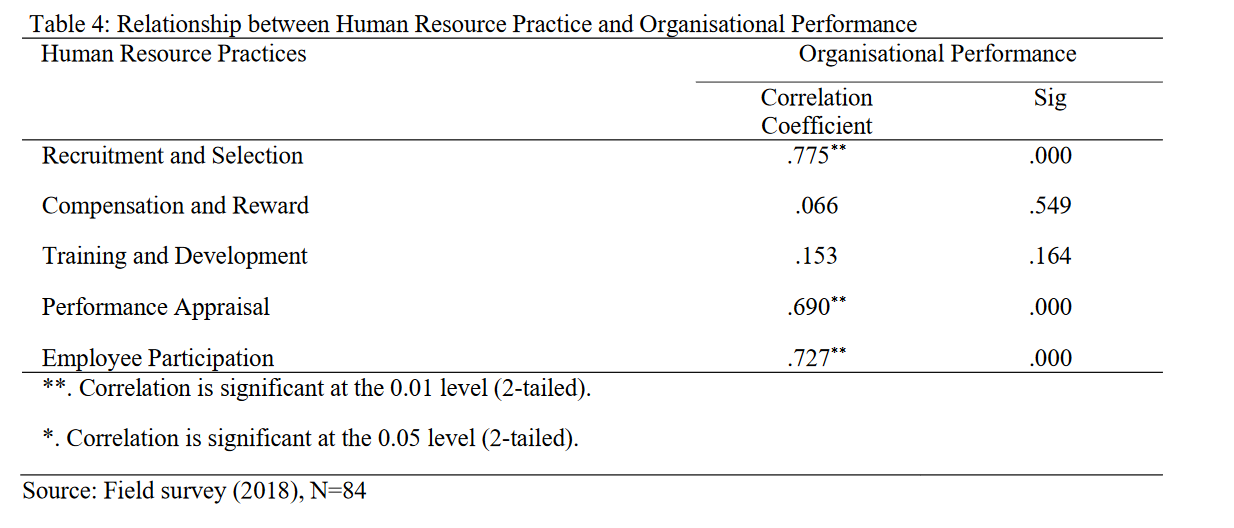 Table 4: Relationship between Human Resource Practice and Organisational Performance
Human Resource Practices Organisational Performance
Correlation Coefficient Sig
Recruitment and Selection .775** .000
Compensation and Reward .066 .549
Training and Development .153 .164
Performance Appraisal .690** .000
Employee Participation .727** .000
**. Correlation is significant at the 0.01 level (2-tailed).
*. Correlation is significant at the 0.05 level (2-tailed).
Source: Field survey (2018), N=84